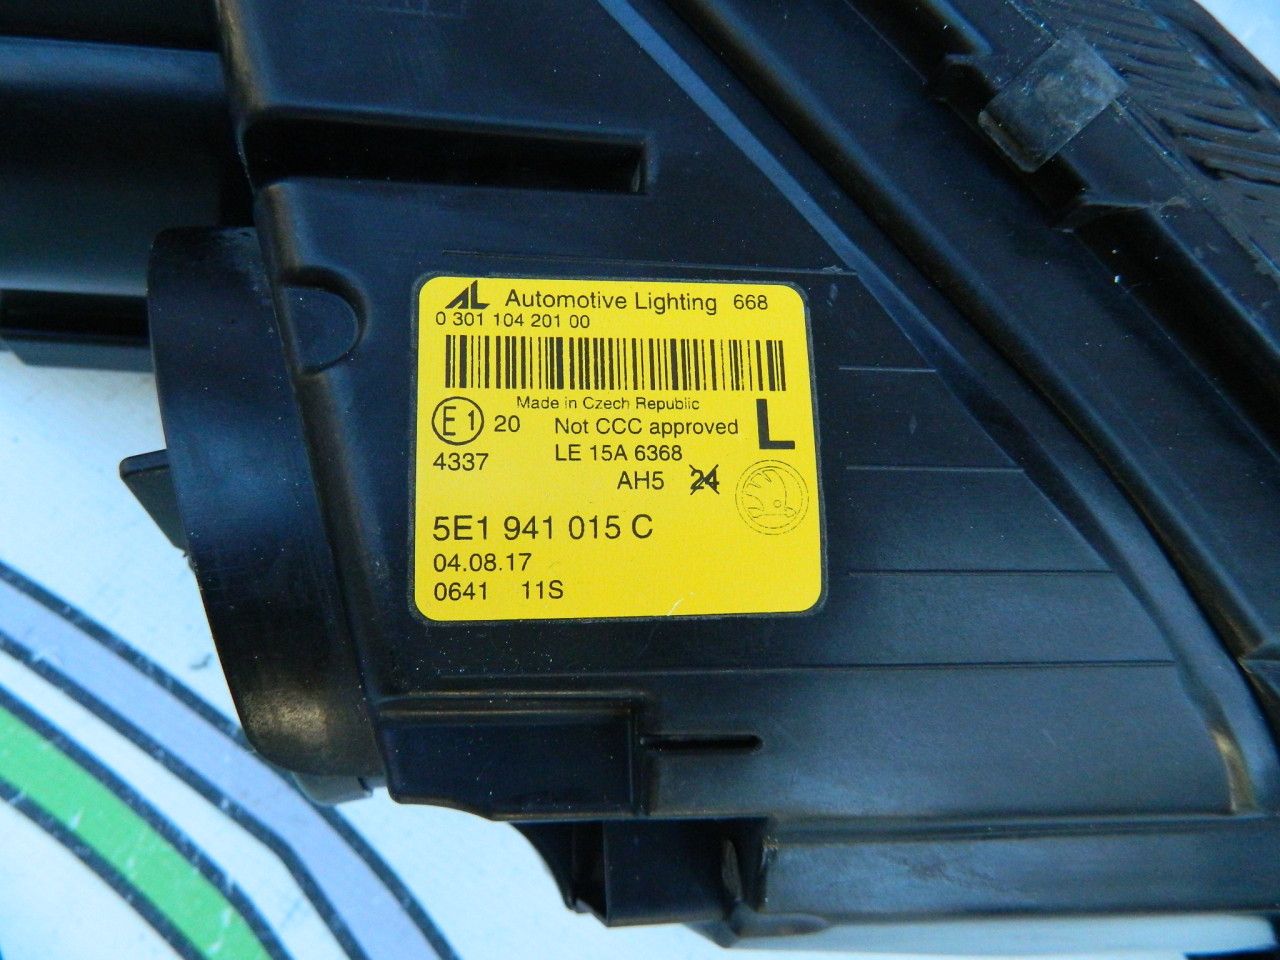 AL Automotive Lighting 668
0 301 104 201 00
Made in Czech Republic
E1 20 Not CCC approved L
4337 LE 15A 6368
AH5 24
5E1 941 015 C
04.08.17
0641 11S